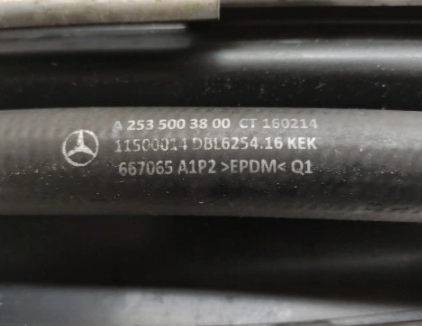 A 253 500 38 00 CT 160214
11500014 DBL6254.16 KEK
667065 A1P2 >EPDM< Q1